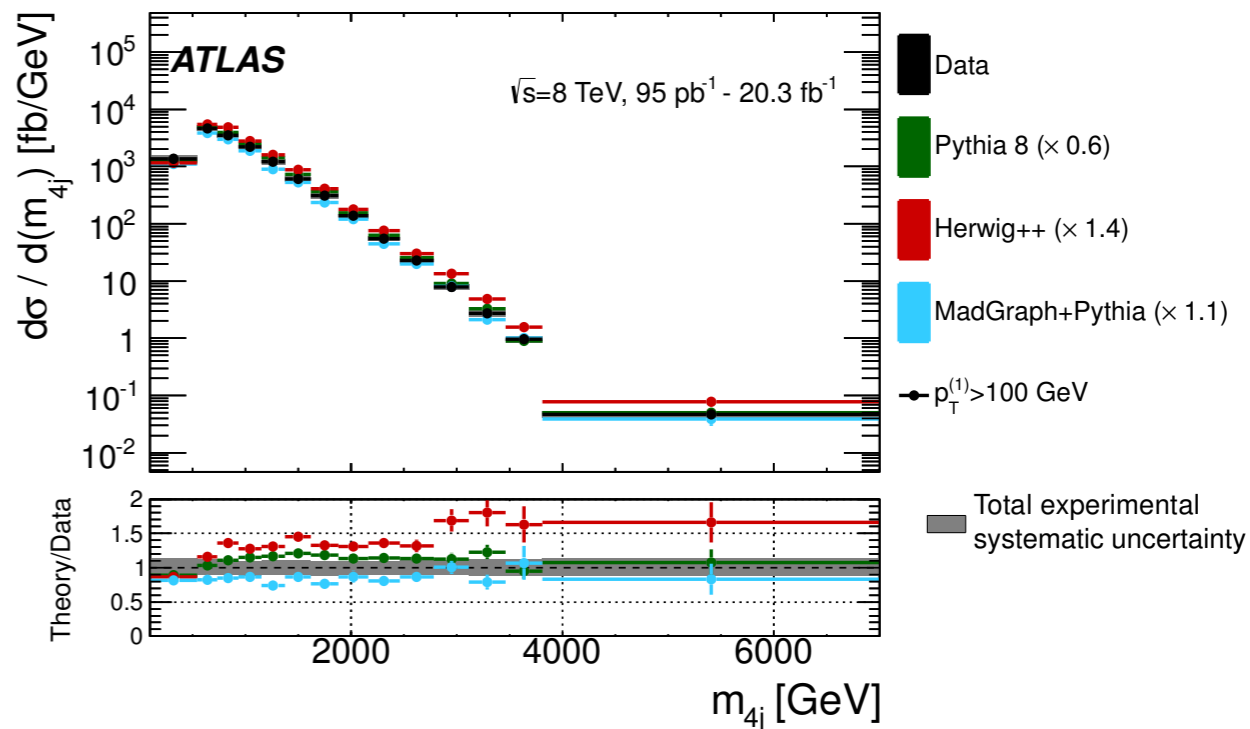 ATLAS
√s=8 TeV, 95 pb⁻¹ - 20.3 fb⁻¹
dσ / d(m₄ⱼ) [fb/GeV]
10⁵
10⁴
10³
10²
10
1
10⁻¹
10⁻²
Data
Pythia 8 (× 0.6)
Herwig++ (× 1.4)
MadGraph+Pythia (× 1.1)
p_T^(1)>100 GeV
Total experimental
systematic uncertainty
Theory/Data
2
1.5
1
0.5
0
2000 4000 6000
m₄ⱼ [GeV]